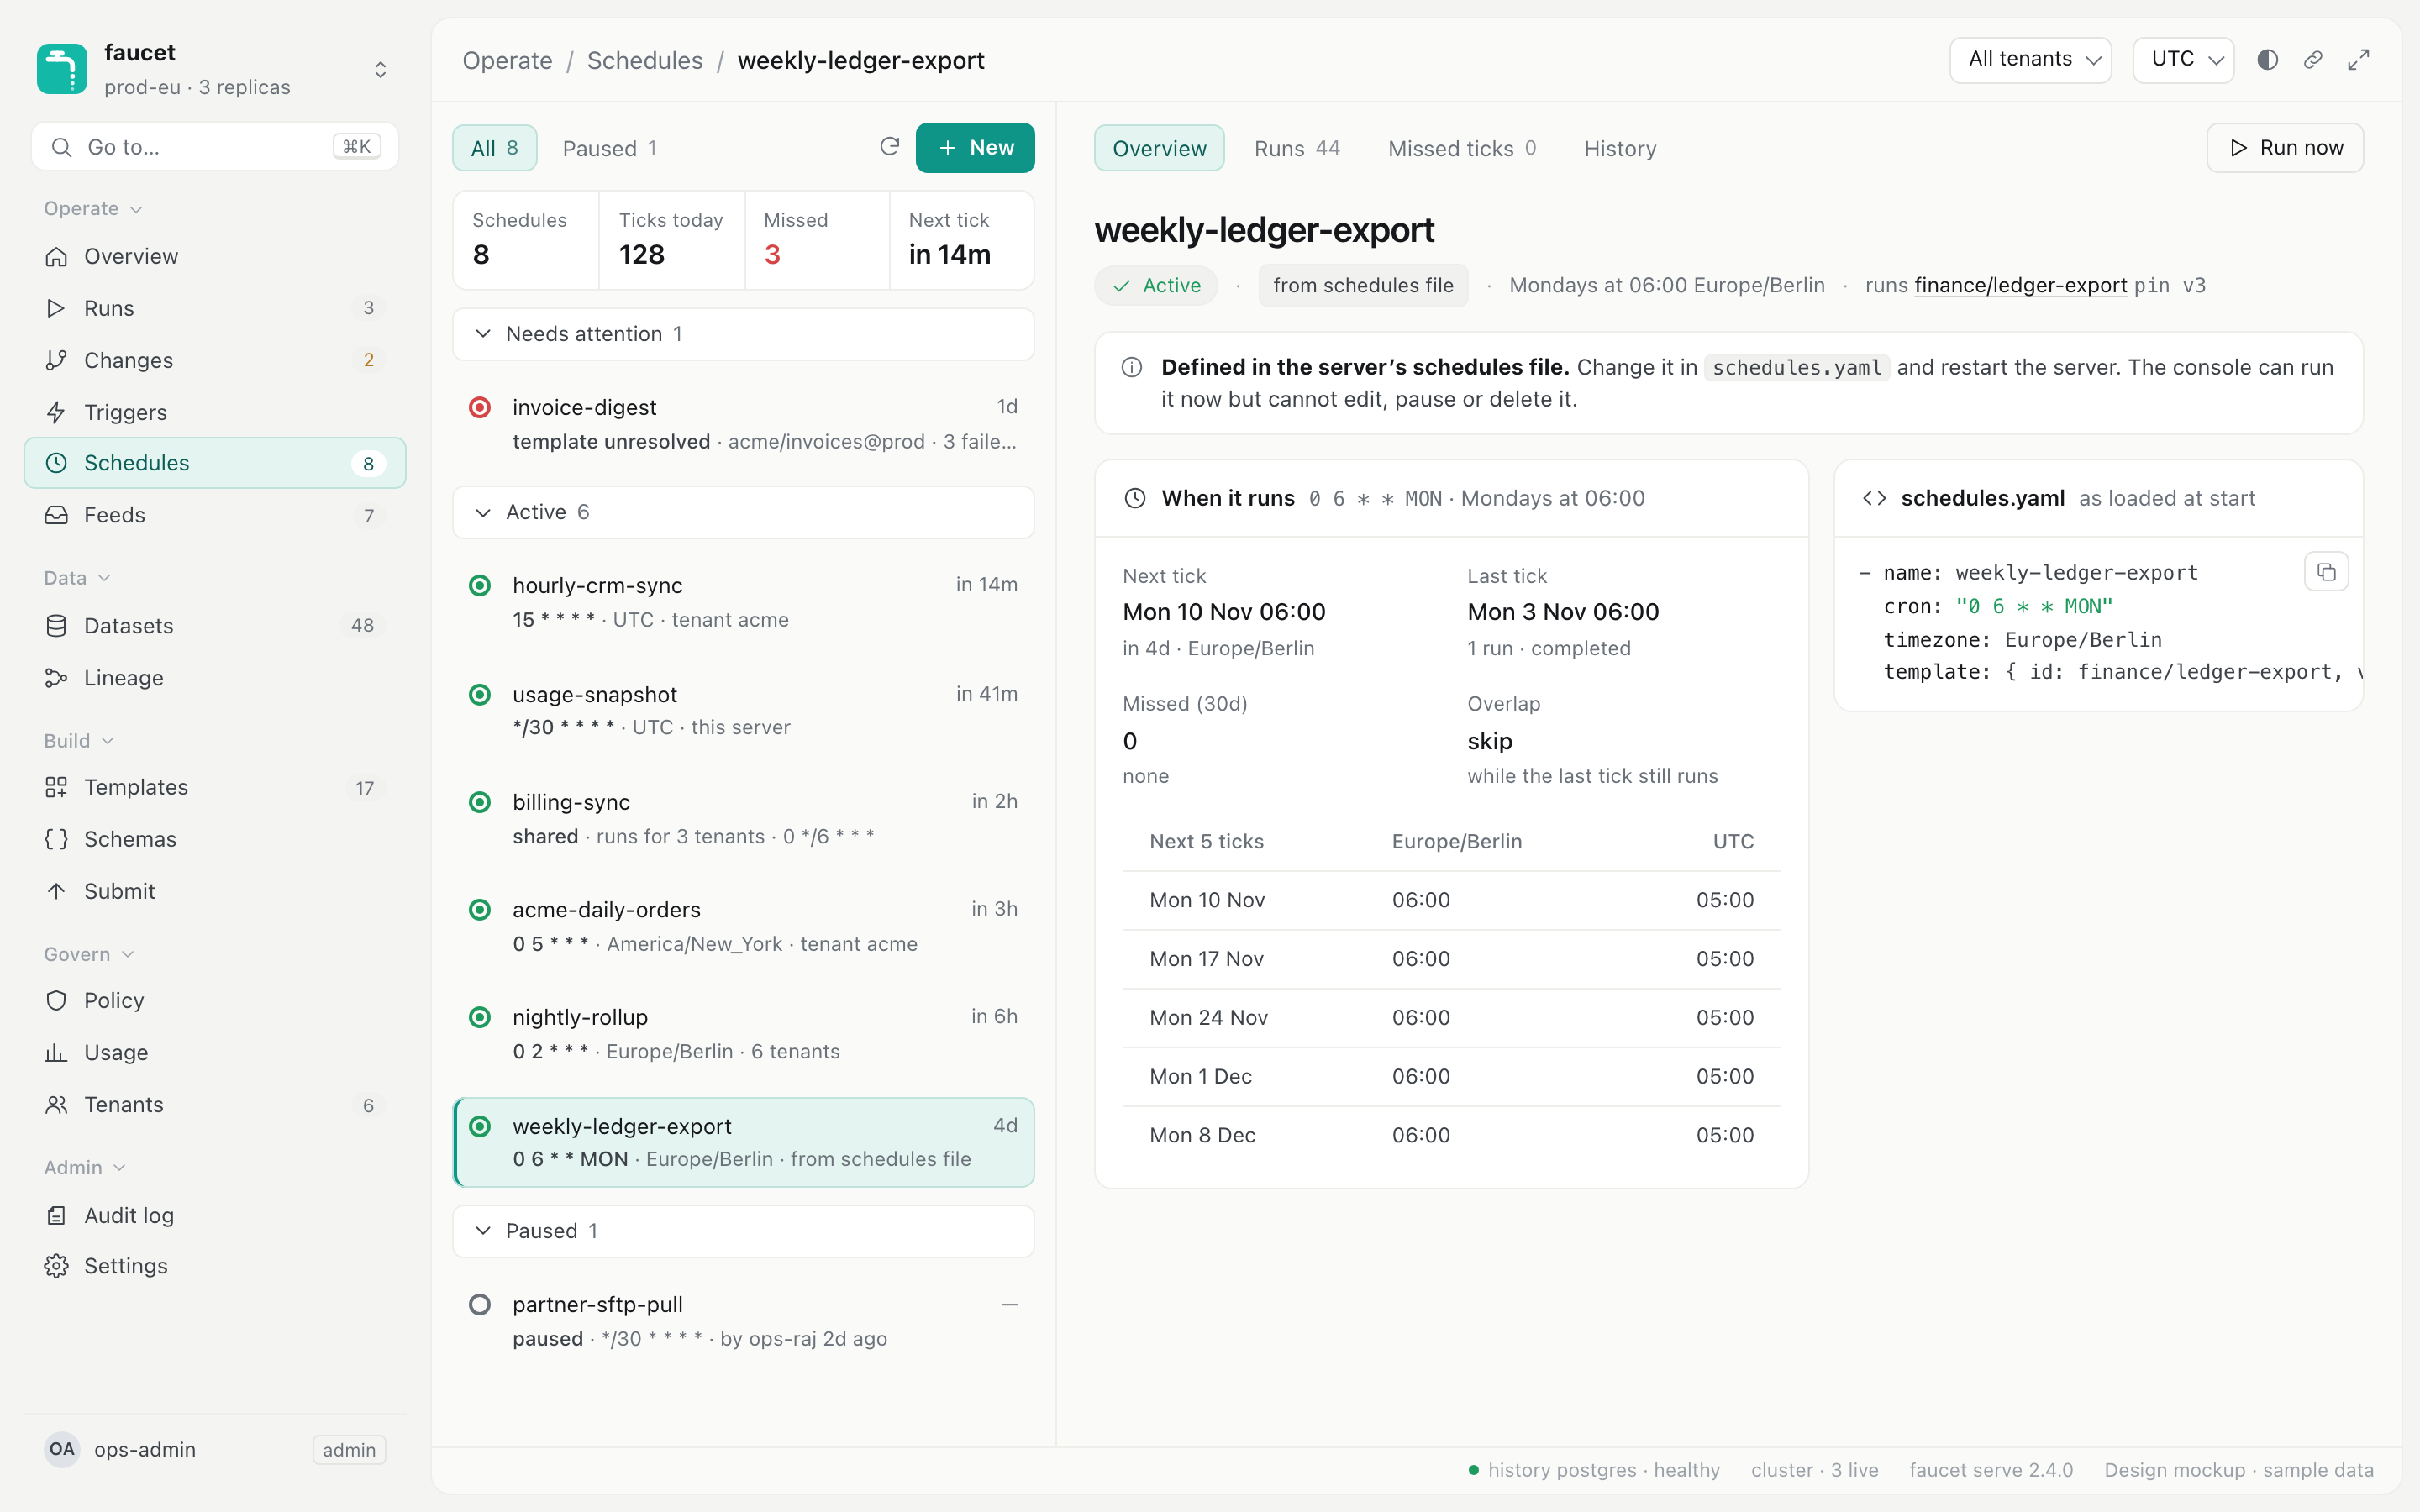 faucet
prod-eu · 3 replicas
Go to...
⌘K
Operate
Overview
Runs 3
Changes 2
Triggers
Schedules 8
Feeds 7
Data
Datasets 48
Lineage
Build
Templates 17
Schemas
Submit
Govern
Policy
Usage
Tenants 6
Admin
Audit log
Settings
OA ops-admin admin
Operate / Schedules / weekly-ledger-export
All tenants
UTC
All 8
Paused 1
+ New
Schedules
8
Ticks today
128
Missed
3
Next tick
in 14m
Needs attention 1
invoice-digest 1d
template unresolved · acme/invoices@prod · 3 faile...
Active 6
hourly-crm-sync in 14m
15 * * * * · UTC · tenant acme
usage-snapshot in 41m
*/30 * * * * · UTC · this server
billing-sync in 2h
shared · runs for 3 tenants · 0 */6 * * *
acme-daily-orders in 3h
0 5 * * * · America/New_York · tenant acme
nightly-rollup in 6h
0 2 * * * · Europe/Berlin · 6 tenants
weekly-ledger-export 4d
0 6 * * MON · Europe/Berlin · from schedules file
Paused 1
partner-sftp-pull —
paused · */30 * * * * · by ops-raj 2d ago
Overview
Runs 44
Missed ticks 0
History
Run now
weekly-ledger-export
Active · from schedules file · Mondays at 06:00 Europe/Berlin · runs finance/ledger-export pin v3
Defined in the server’s schedules file. Change it in schedules.yaml and restart the server. The console can run
it now but cannot edit, pause or delete it.
When it runs 0 6 * * MON · Mondays at 06:00
Next tick
Mon 10 Nov 06:00
in 4d · Europe/Berlin
Last tick
Mon 3 Nov 06:00
1 run · completed
Missed (30d)
0
none
Overlap
skip
while the last tick still runs
Next 5 ticks Europe/Berlin UTC
Mon 10 Nov 06:00 05:00
Mon 17 Nov 06:00 05:00
Mon 24 Nov 06:00 05:00
Mon 1 Dec 06:00 05:00
Mon 8 Dec 06:00 05:00
schedules.yaml as loaded at start
- name: weekly-ledger-export
cron: "0 6 * * MON"
timezone: Europe/Berlin
template: { id: finance/ledger-export,
history postgres · healthy
cluster · 3 live
faucet serve 2.4.0
Design mockup · sample data